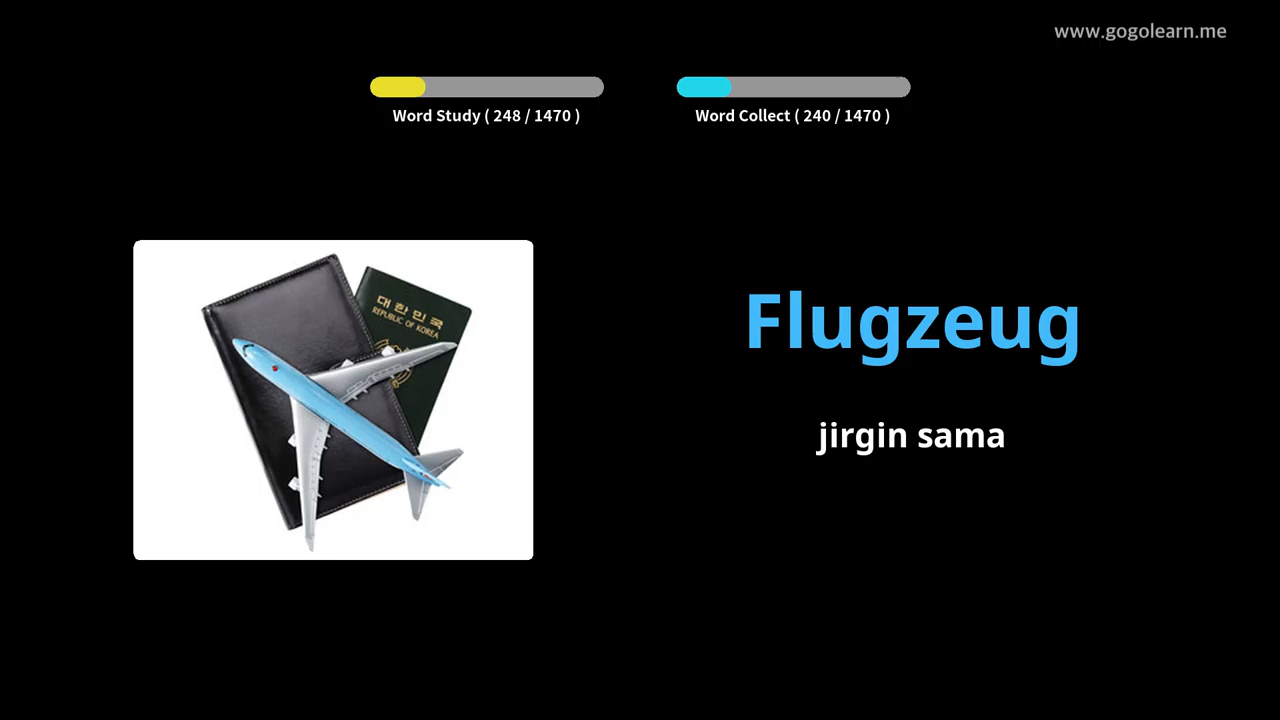 www.gogolearn.me
Word Study ( 248 / 1470 )
Word Collect ( 240 / 1470 )
대한민국
REPUBLIC OF KOREA
Flugzeug
jirgin sama